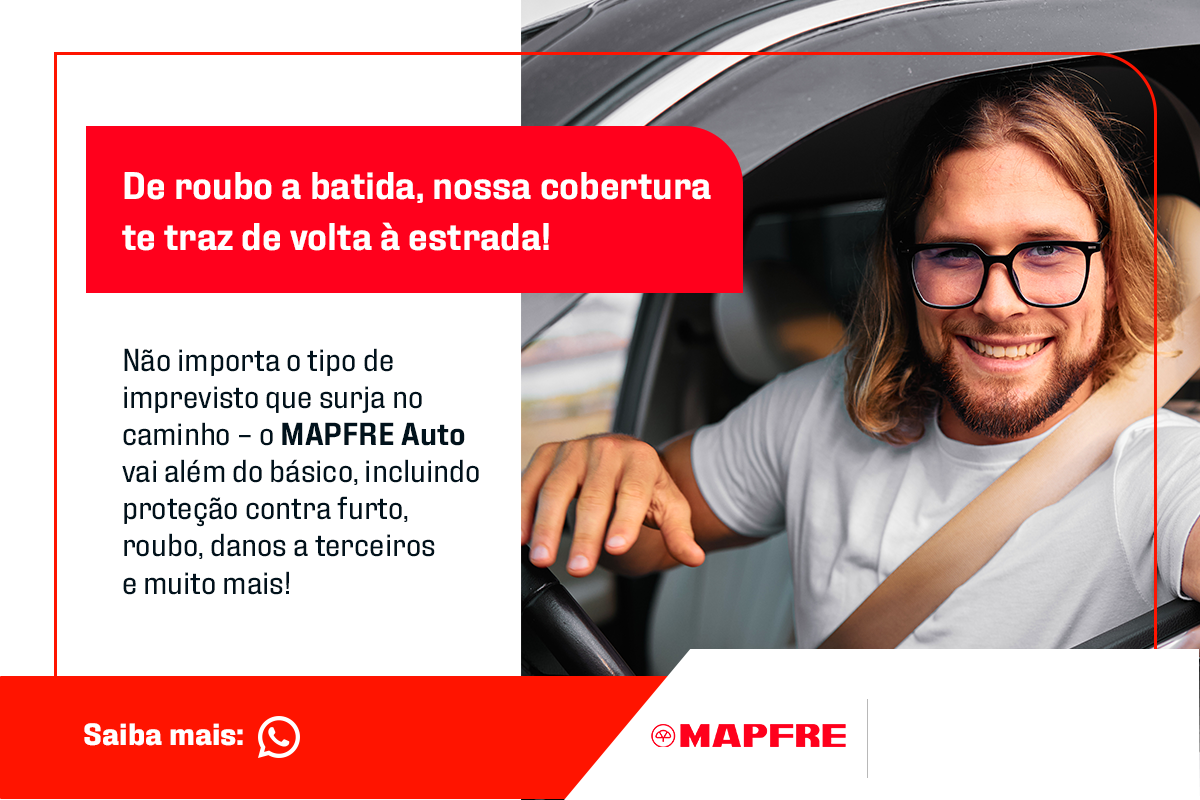 De roubo a batida, nossa cobertura
te traz de volta à estrada!
Não importa o tipo de
imprevisto que surja no
caminho – o MAPFRE Auto
vai além do básico, incluindo
proteção contra furto,
roubo, danos a terceiros
e muito mais!
Saiba mais:
MAPFRE